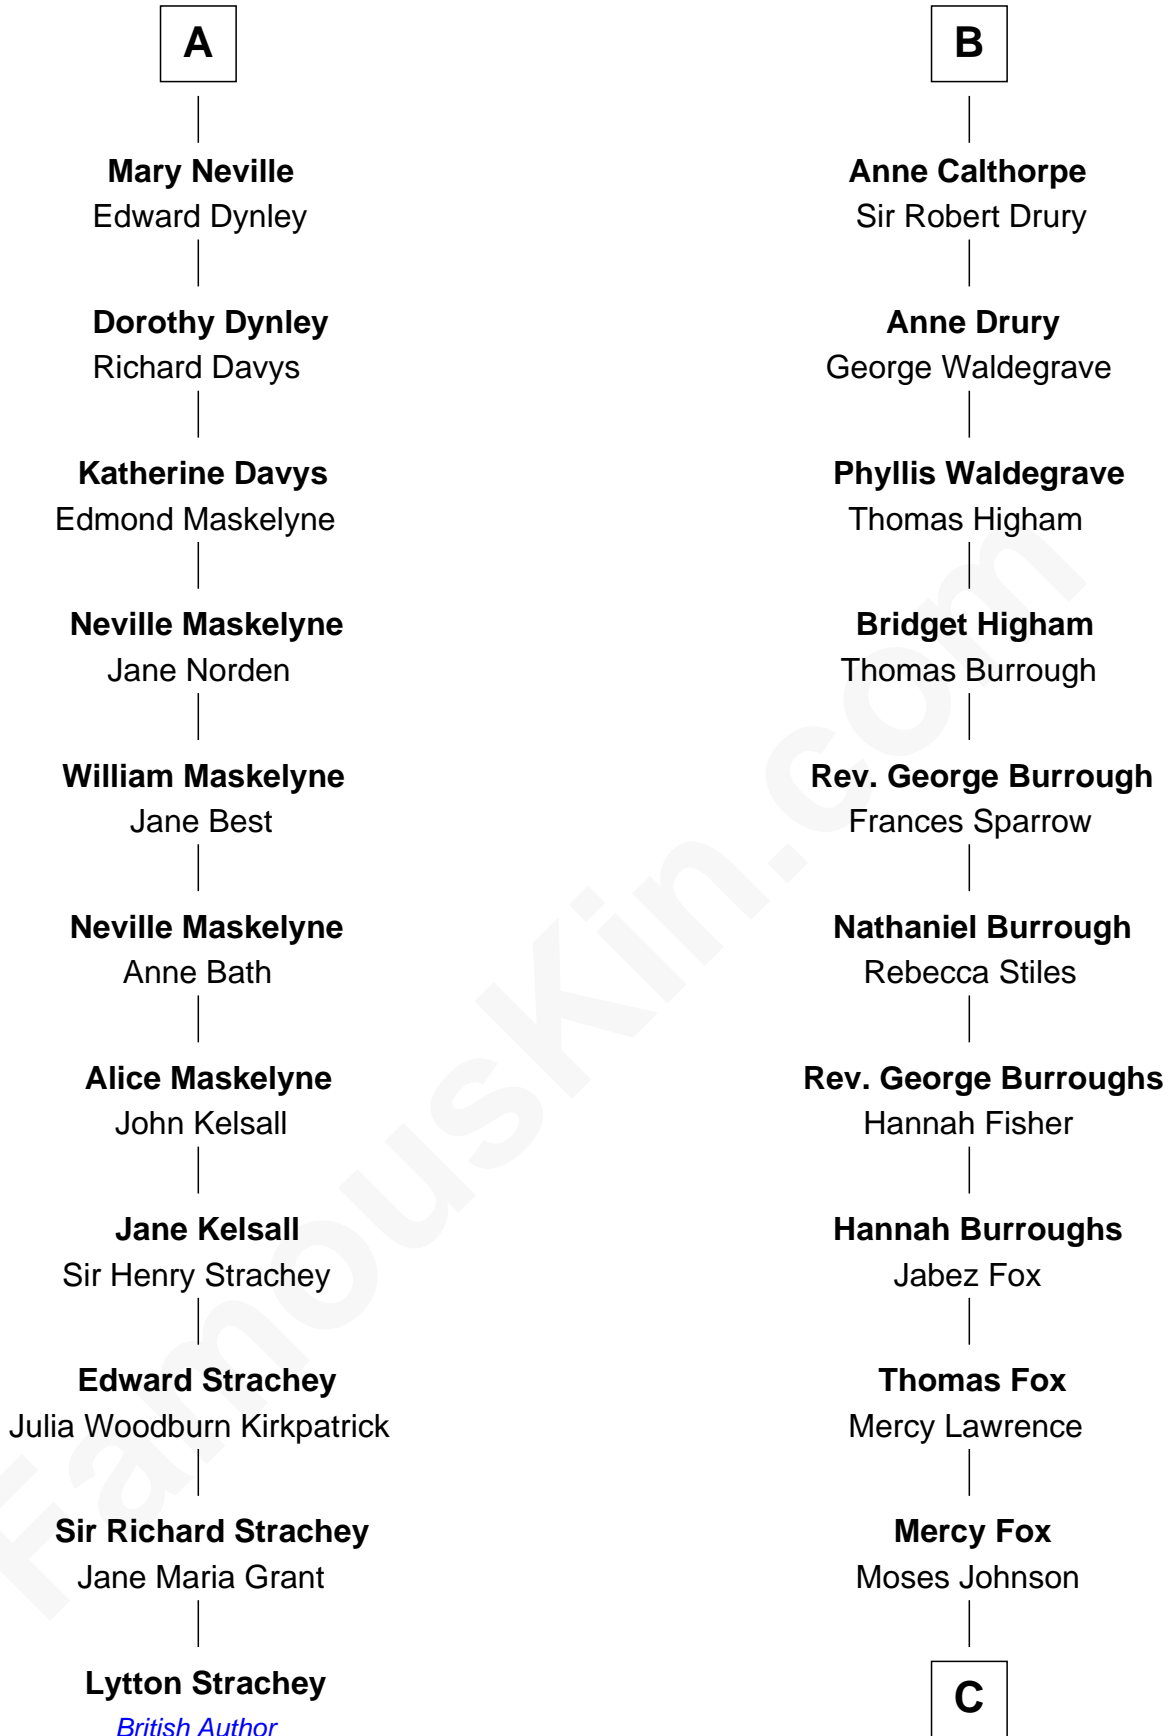 A
Mary Neville
Edward Dynley
Dorothy Dynley
Richard Davys
Katherine Davys
Edmond Maskelyne
Neville Maskelyne
Jane Norden
William Maskelyne
Jane Best
Neville Maskelyne
Anne Bath
Alice Maskelyne
John Kelsall
Jane Kelsall
Sir Henry Strachey
Edward Strachey
Julia Woodburn Kirkpatrick
Sir Richard Strachey
Jane Maria Grant
Lytton Strachey
British Author
B
Anne Calthorpe
Sir Robert Drury
Anne Drury
George Waldegrave
Phyllis Waldegrave
Thomas Higham
Bridget Higham
Thomas Burrough
Rev. George Burrough
Frances Sparrow
Nathaniel Burrough
Rebecca Stiles
Rev. George Burroughs
Hannah Fisher
Hannah Burroughs
Jabez Fox
Thomas Fox
Mercy Lawrence
Mercy Fox
Moses Johnson
C
FamousKin.com